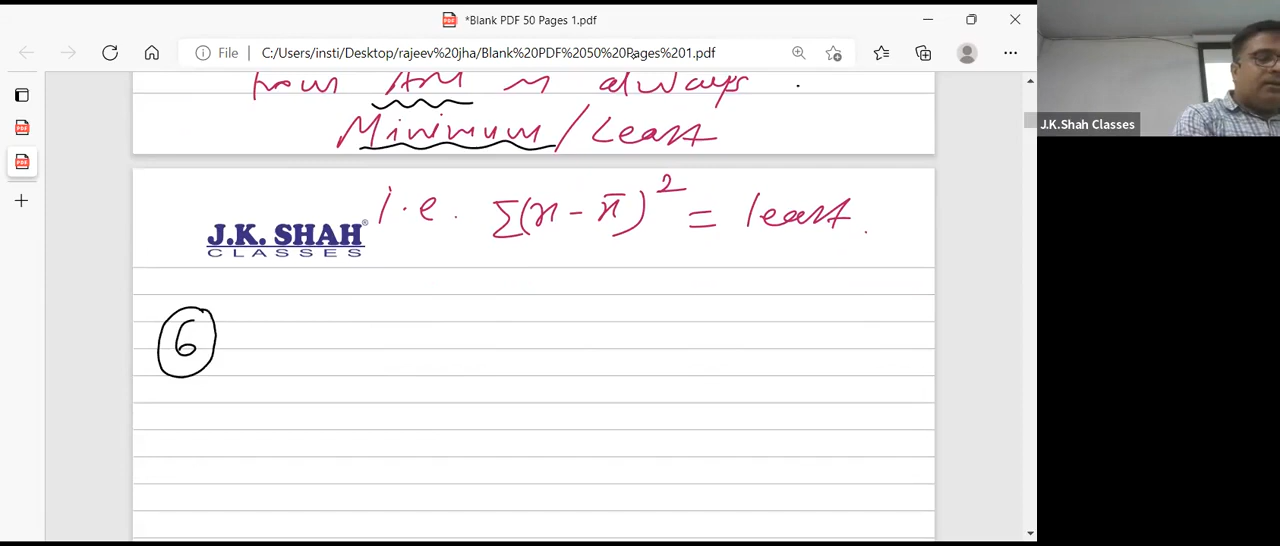 *Blank PDF 50 Pages 1.pdf
File C:/Users/insti/Desktop/rajeev%20jha/Blank%20PDF%2050%20Pages%201.pdf
from AM is always
Minimum / Least
i.e. Σ(x - x̄)² = least.
J.K. SHAH®
CLASSES
6
J.K.Shah Classes